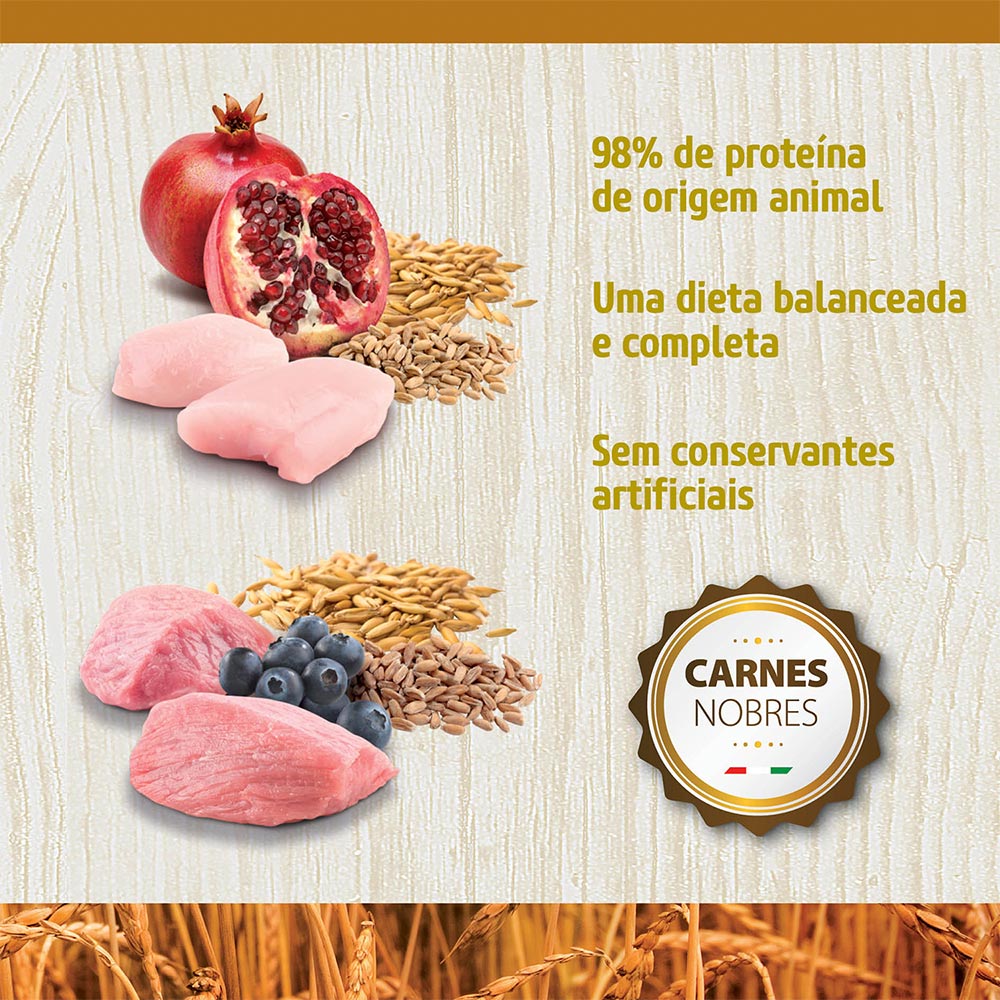 98% de proteína
de origem animal
Uma dieta balanceada
e completa
Sem conservantes
artificiais
CARNES
NOBRES